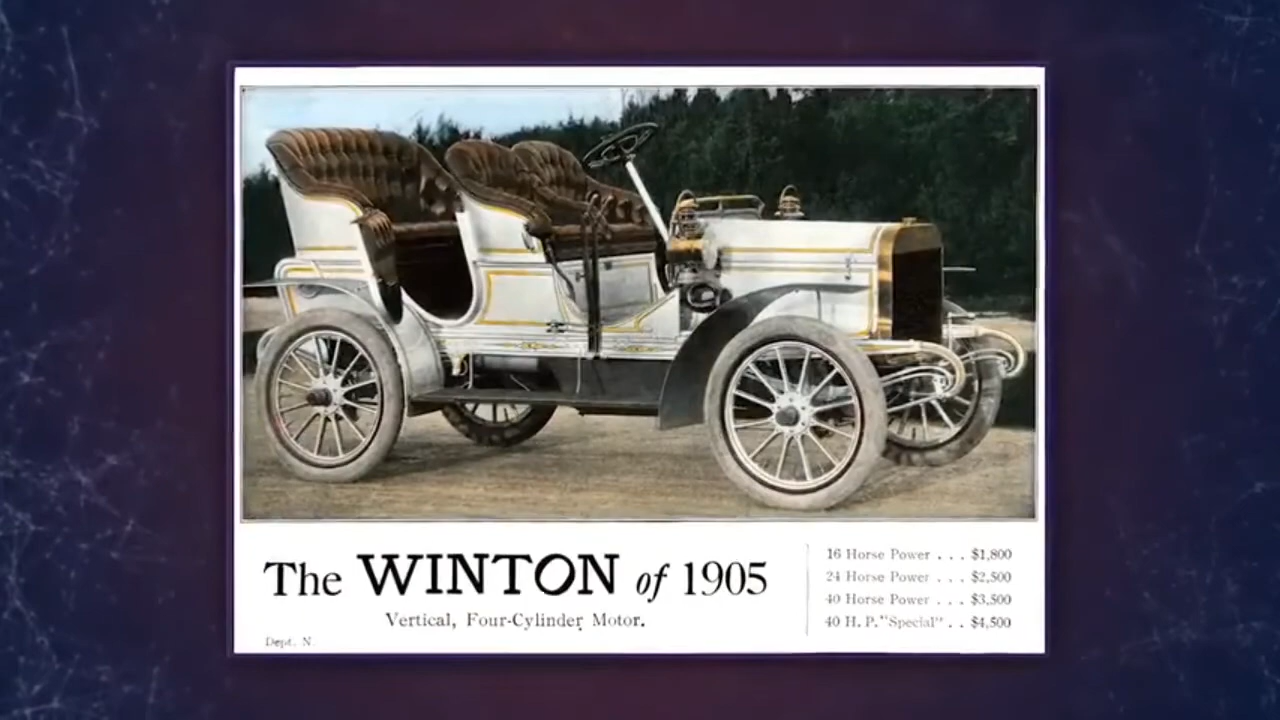 The WINTON of 1905
Vertical, Four-Cylinder Motor.
Dept. N.
16 Horse Power . . . $1,800
24 Horse Power . . . $2,500
40 Horse Power . . . $3,500
40 H. P. "Special" . . $4,500